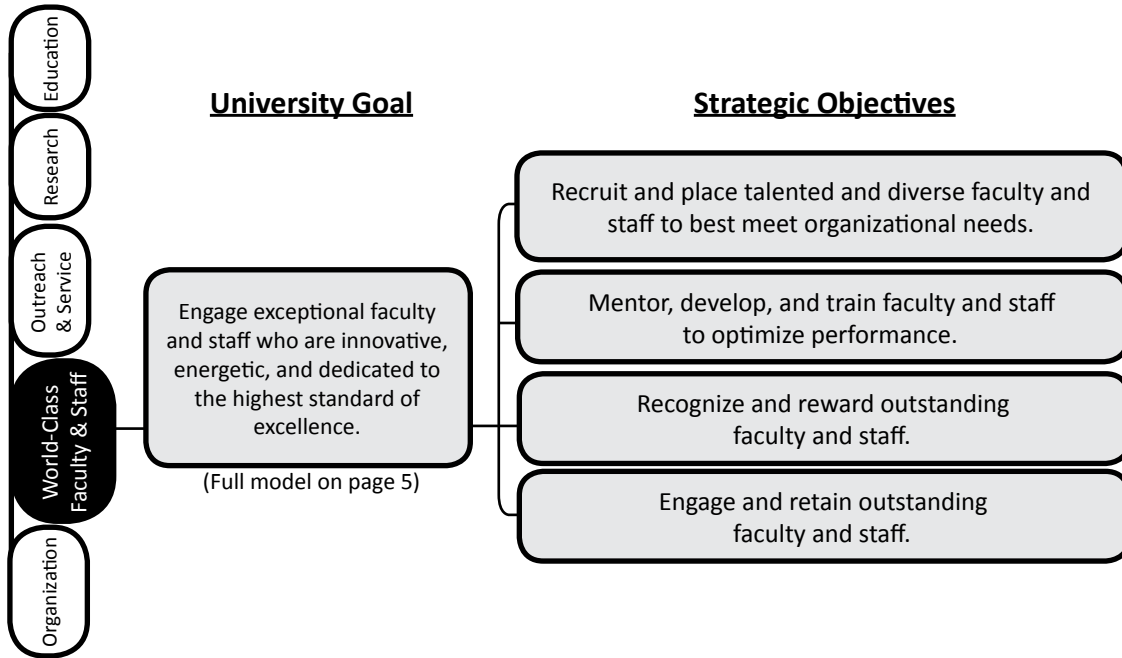 Education
Research
Outreach
& Service
World-Class
Faculty & Staff
Organization
University Goal
Engage exceptional faculty
and staff who are innovative,
energetic, and dedicated to
the highest standard of
excellence.
(Full model on page 5)
Strategic Objectives
Recruit and place talented and diverse faculty and
staff to best meet organizational needs.
Mentor, develop, and train faculty and staff
to optimize performance.
Recognize and reward outstanding
faculty and staff.
Engage and retain outstanding
faculty and staff.